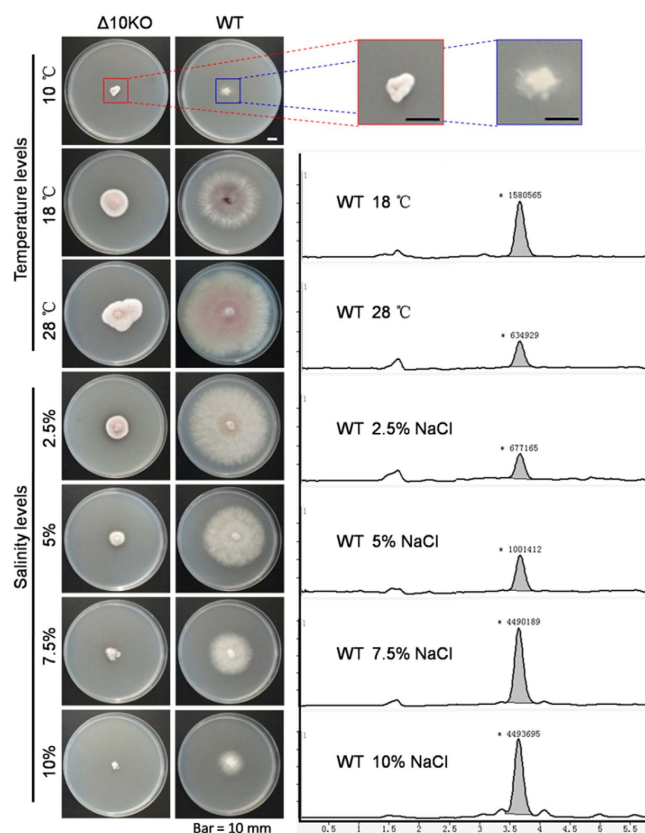 Δ10KO WT
10 ℃
18 ℃
28 ℃
Temperature levels
2.5%
5%
7.5%
10%
Salinity levels
Bar = 10 mm
WT 18 ℃
* 1580565
WT 28 ℃
* 634929
WT 2.5% NaCl
* 677165
WT 5% NaCl
* 1001412
WT 7.5% NaCl
* 4490189
WT 10% NaCl
* 4493695
0.5 1 1.5 2 2.5 3 3.5 4 4.5 5 5.5